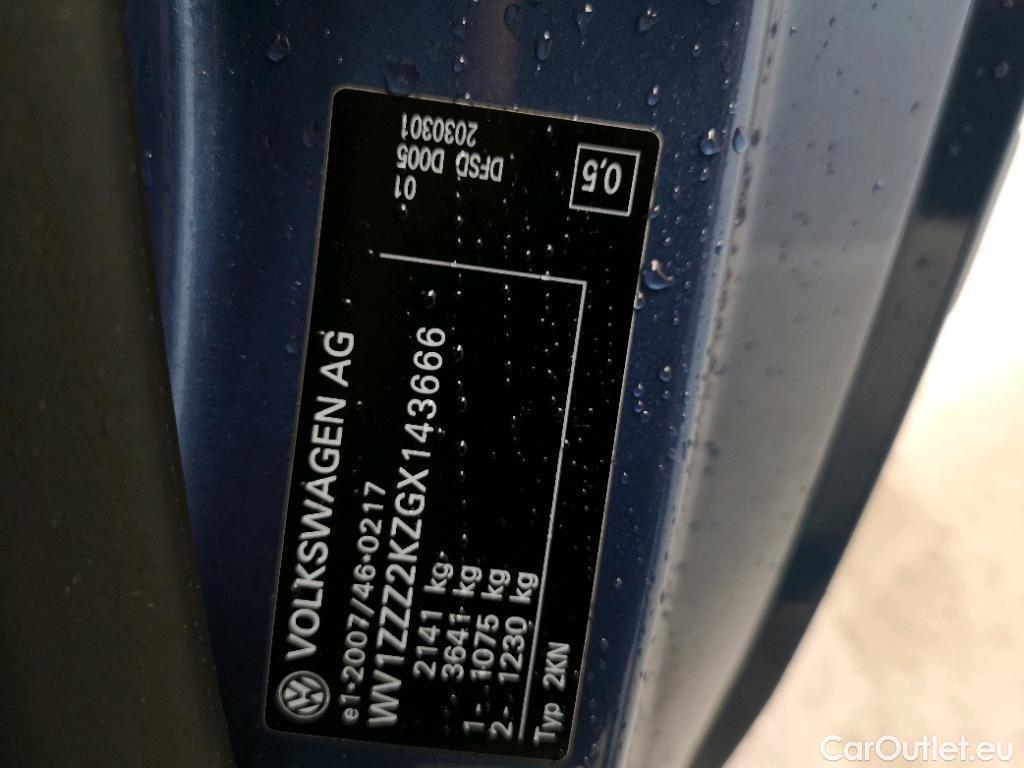 VOLKSWAGEN AG
e1*2007/46*0217
WV1ZZZ2KZGX143666
2141 kg
3641 kg
1- 1075 kg
2- 1230 kg
Typ 2KN
01
DFSD D005
2030301
0,5
CarOutlet.eu